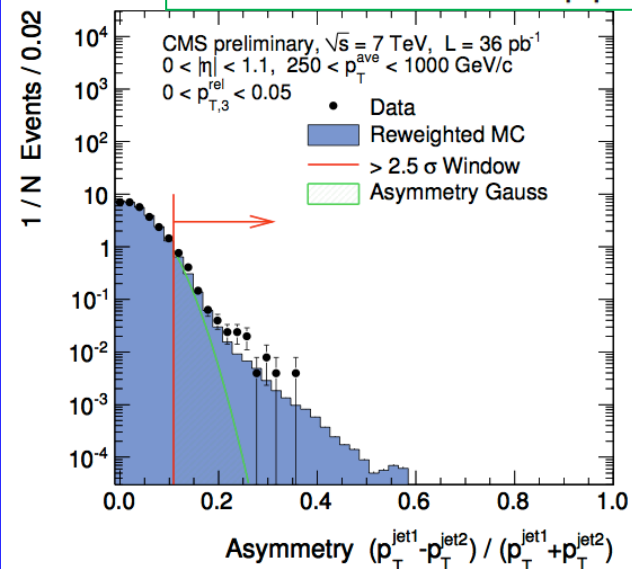 CMS preliminary, √s = 7 TeV, L = 36 pb⁻¹
0 < |η| < 1.1, 250 < p_T^ave < 1000 GeV/c
0 < p_T,3^rel < 0.05
Data
Reweighted MC
> 2.5 σ Window
Asymmetry Gauss
1 / N Events / 0.02
10⁴
10³
10²
10
1
10⁻¹
10⁻²
10⁻³
10⁻⁴
0.0 0.2 0.4 0.6 0.8 1.0
Asymmetry (p_T^jet1-p_T^jet2) / (p_T^jet1+p_T^jet2)